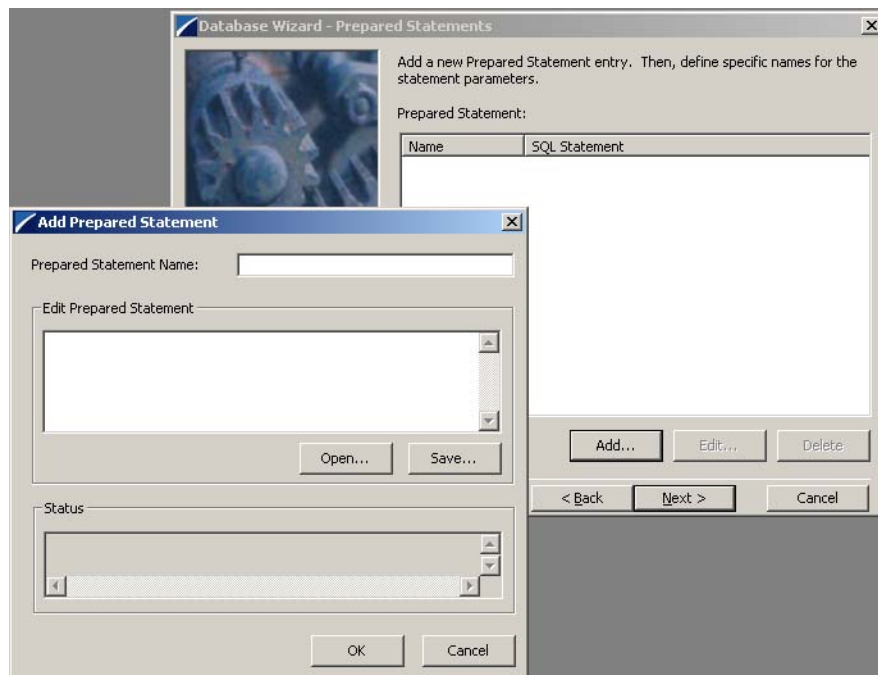 Database Wizard - Prepared Statements
Add a new Prepared Statement entry. Then, define specific names for the
statement parameters.
Prepared Statement:
Name SQL Statement
Add... Edit... Delete
< Back Next > Cancel
Add Prepared Statement
Prepared Statement Name:
Edit Prepared Statement
Open... Save...
Status
OK Cancel